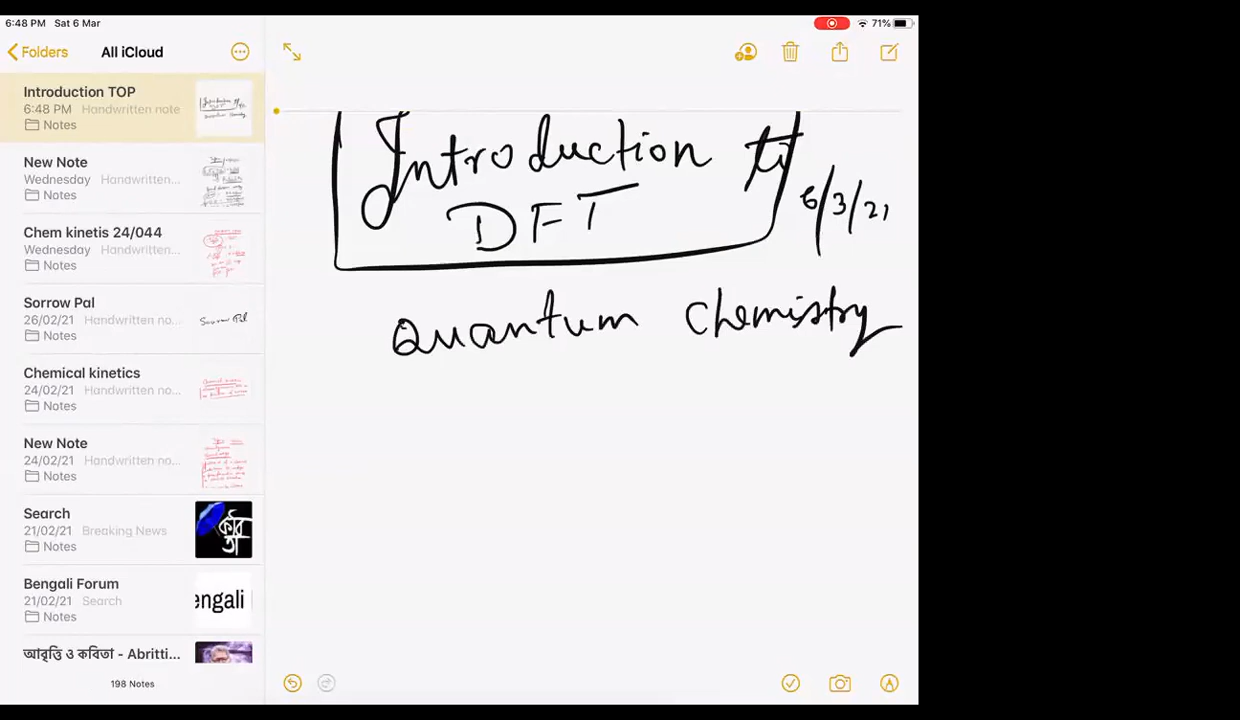 6:48 PM Sat 6 Mar
71%
Folders
All iCloud
Introduction TOP
6:48 PM Handwritten note
Notes
New Note
Wednesday Handwritten...
Notes
Chem kinetis 24/044
Wednesday Handwritten...
Notes
Sorrow Pal
26/02/21 Handwritten no...
Notes
Chemical kinetics
24/02/21 Handwritten no...
Notes
New Note
24/02/21 Handwritten no...
Notes
Search
21/02/21 Breaking News
Notes
কবি
তা
Bengali Forum
21/02/21 Search
Notes
engali
আবৃত্তি ও কবিতা - Abritti...
198 Notes
Introduction to
DFT
6/3/21
Quantum Chemistry